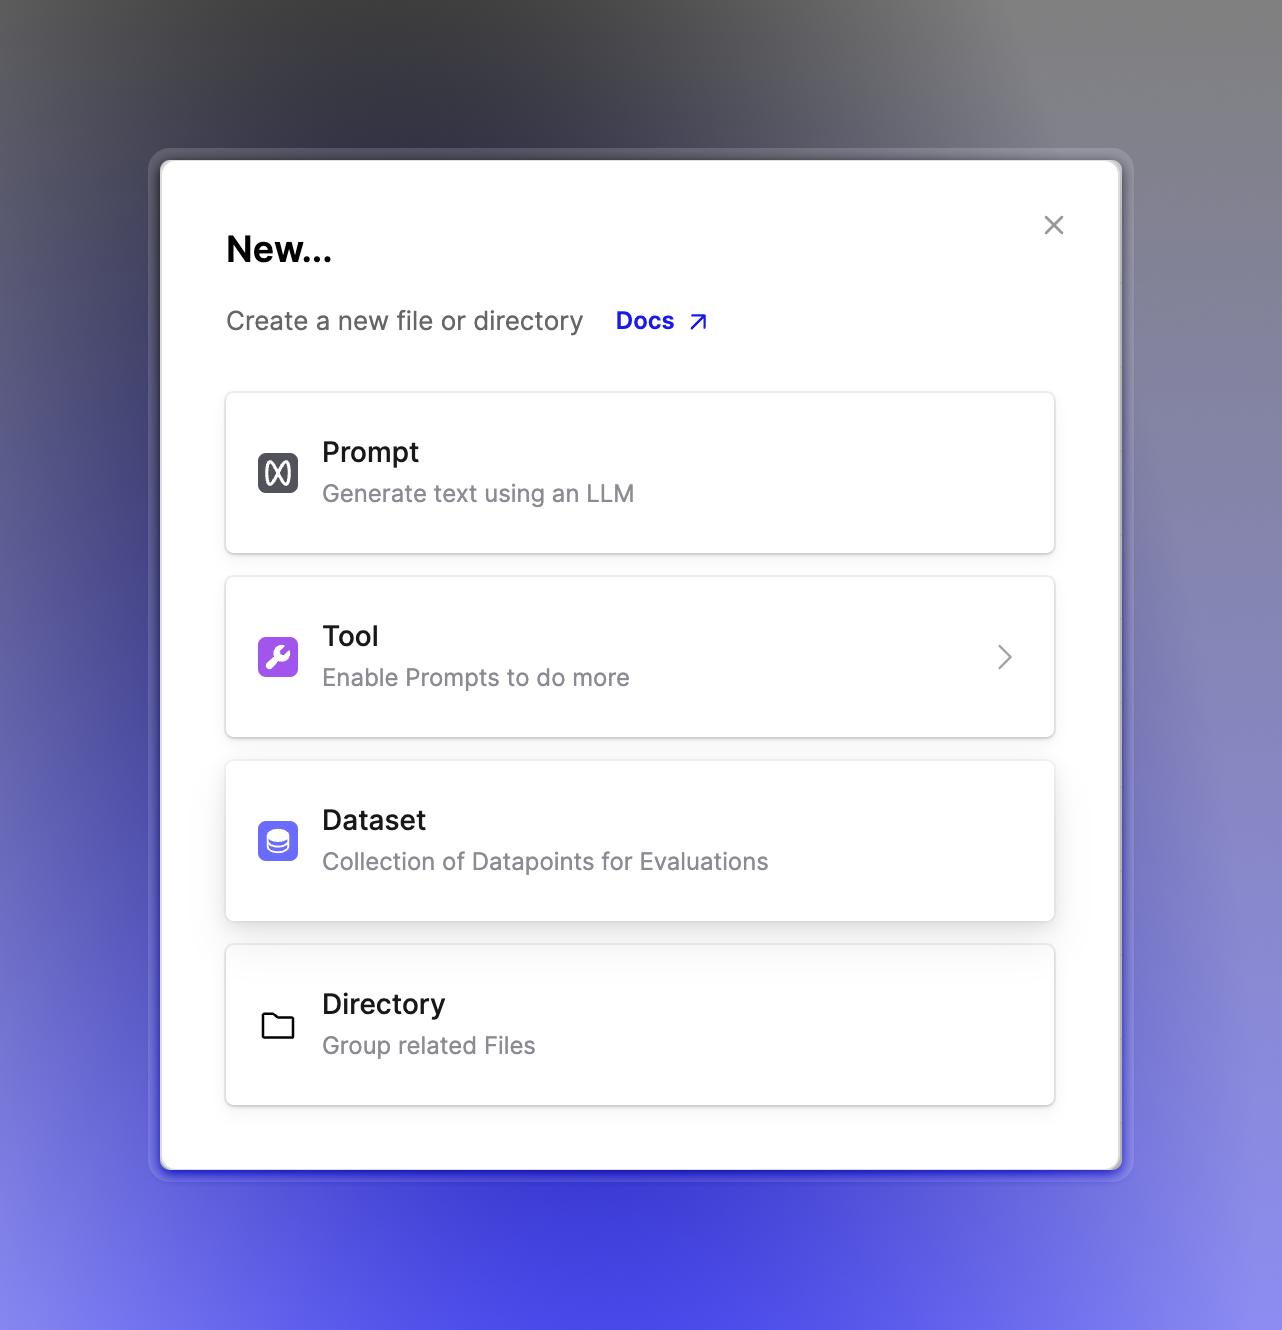 New...
Create a new file or directory Docs
Prompt
Generate text using an LLM
Tool
Enable Prompts to do more
Dataset
Collection of Datapoints for Evaluations
Directory
Group related Files